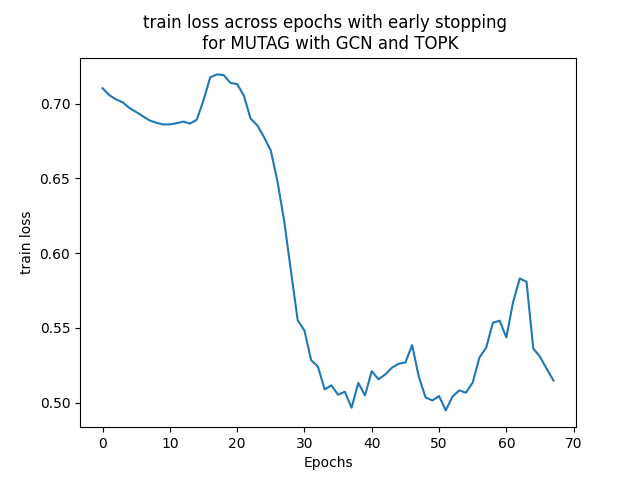 train loss across epochs with early stopping
for MUTAG with GCN and TOPK
0.70
0.65
0.60
0.55
0.50
train loss
0 10 20 30 40 50 60 70
Epochs